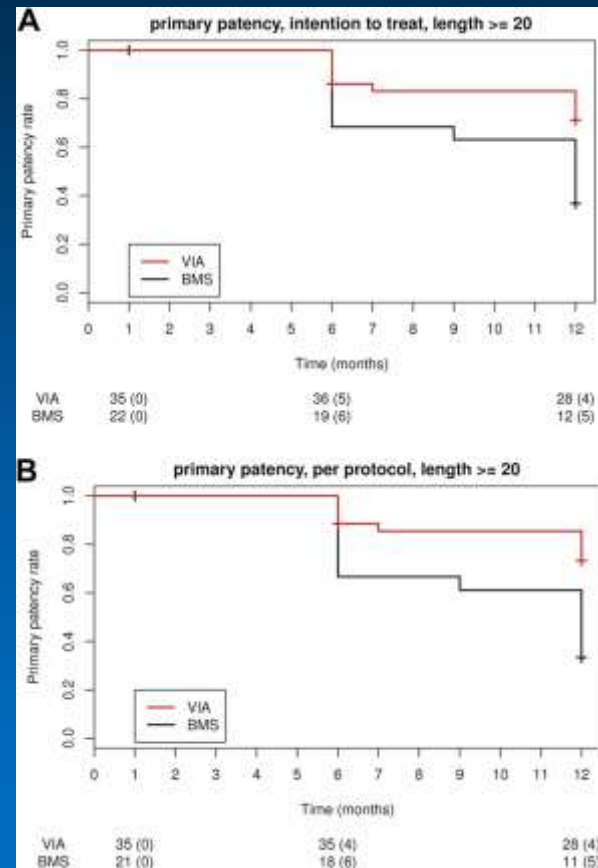 A
primary patency, intention to treat, length >= 20
Primary patency rate
1.0
0.8
0.6
0.4
0.2
0.0
VIA
BMS
0 1 2 3 4 5 6 7 8 9 10 11 12
Time (months)
VIA 35 (0) 36 (5) 28 (4)
BMS 22 (0) 19 (6) 12 (5)
B
primary patency, per protocol, length >= 20
Primary patency rate
1.0
0.8
0.6
0.4
0.2
0.0
VIA
BMS
0 1 2 3 4 5 6 7 8 9 10 11 12
Time (months)
VIA 35 (0) 35 (4) 28 (4)
BMS 21 (0) 18 (6) 11 (5)